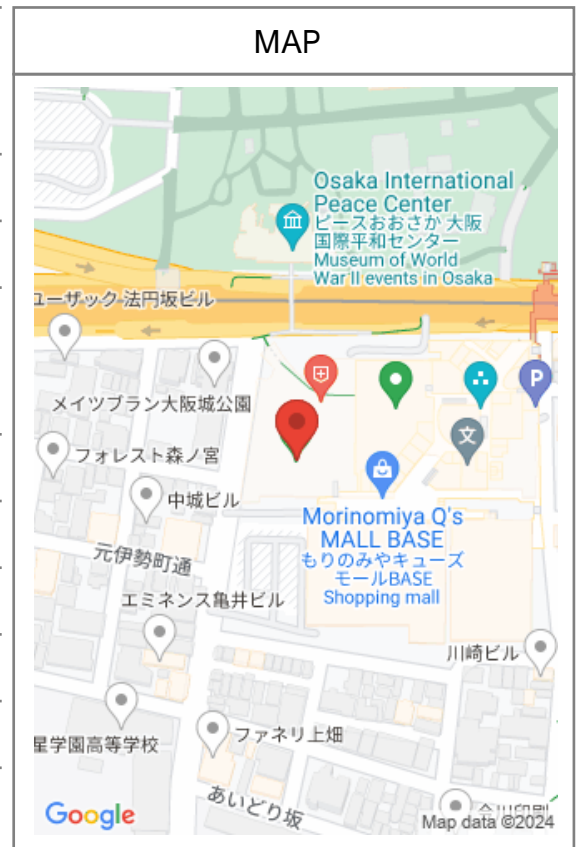 MAP
Osaka International
Peace Center
ピースおおさか 大阪
国際平和センター
Museum of World
War II events in Osaka
ユーザック 法円坂ビル
P
メイツブラン大阪城公園
文
フォレスト森ノ宮
中城ビル
Morinomiya Q's
MALL BASE
もりのみやキューズ
モールBASE
Shopping mall
元伊勢町通
エミネンス亀井ビル
川崎ビル
星学園高等学校
ファネリ上畑
あいどり坂
Google
Map data ©2024